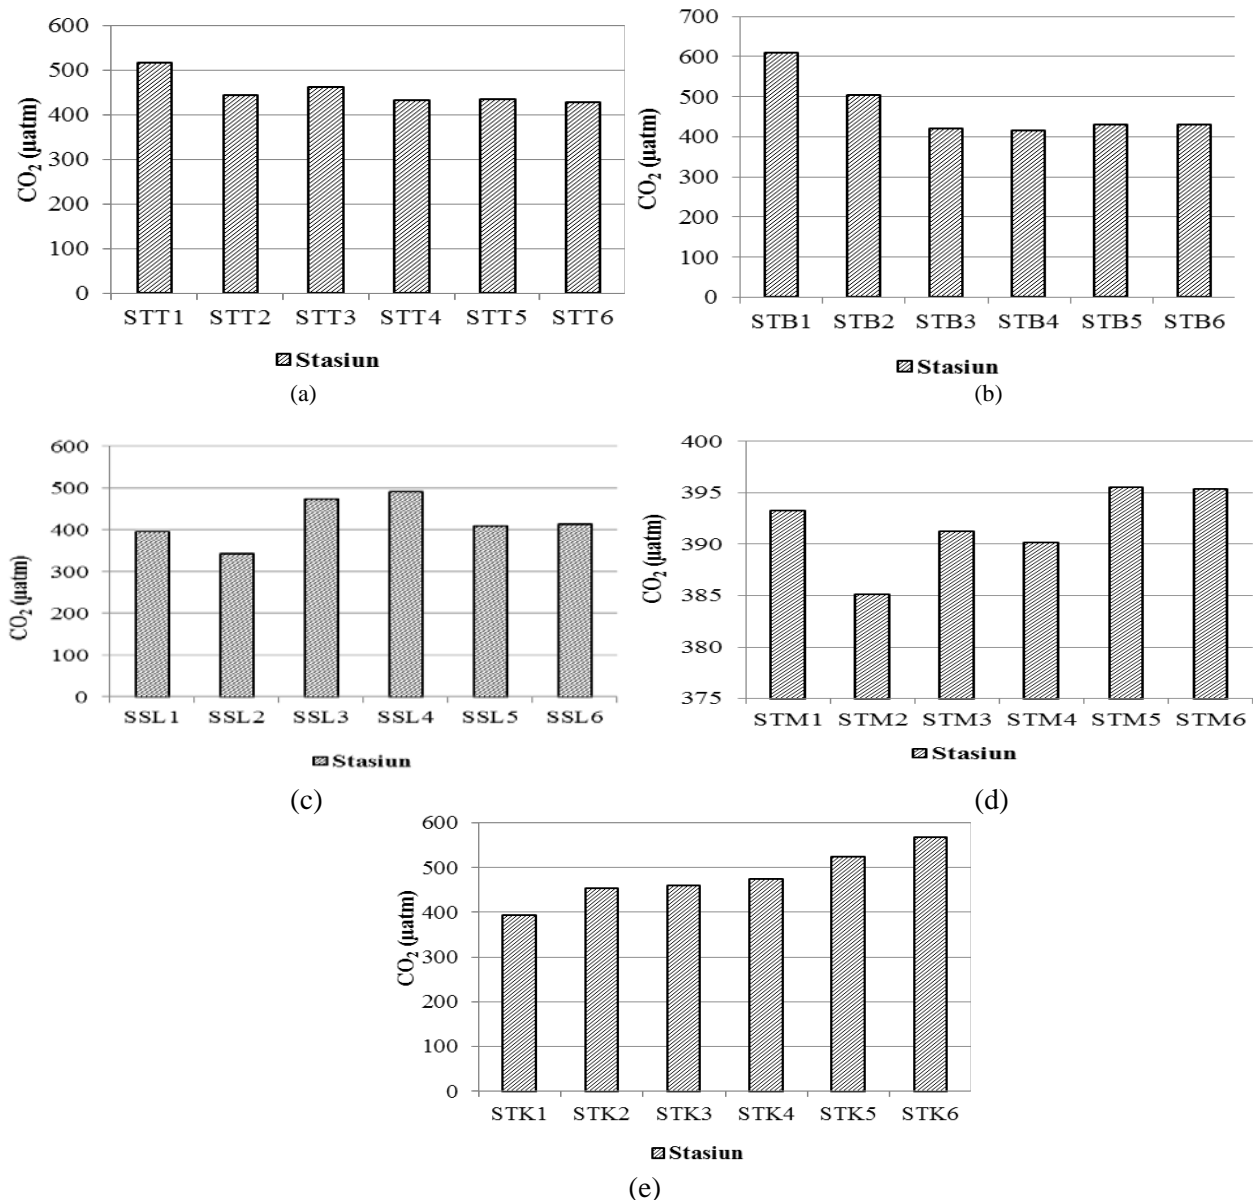 CO₂ (µatm)
600
500
400
300
200
100
0
STT1 STT2 STT3 STT4 STT5 STT6
Stasiun
(a)
CO₂ (µatm)
700
600
500
400
300
200
100
0
STB1 STB2 STB3 STB4 STB5 STB6
Stasiun
(b)
CO₂ (µatm)
600
500
400
300
200
100
0
SSL1 SSL2 SSL3 SSL4 SSL5 SSL6
Stasiun
(c)
CO₂ (µatm)
400
395
390
385
380
375
STM1 STM2 STM3 STM4 STM5 STM6
Stasiun
(d)
CO₂ (µatm)
600
500
400
300
200
100
0
STK1 STK2 STK3 STK4 STK5 STK6
Stasiun
(e)